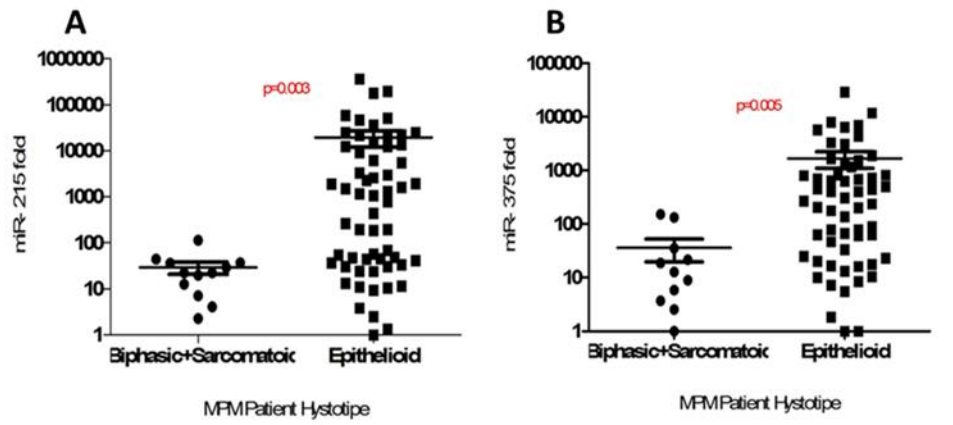 A
1000000
100000
10000
1000
100
10
1
miR- 215 fold
p=0.003
Biphasic+Sarcomatoic
Epithelioid
MPM Patient Hystotipe
B
100000
10000
1000
100
10
1
miR- 375 fold
p=0.005
Biphasic+Sarcomatoic
Epithelioid
MPM Patient Hystotipe